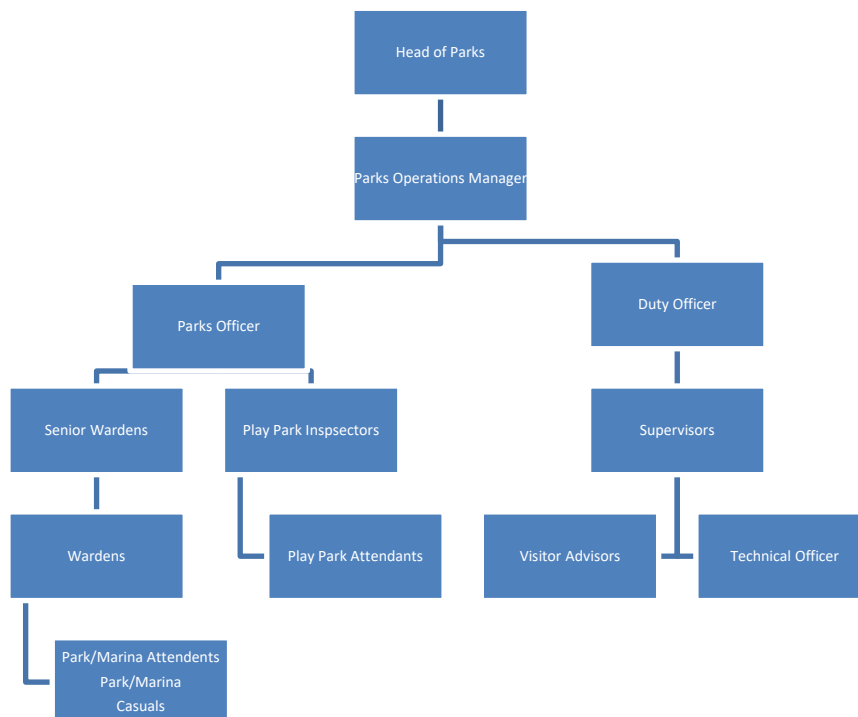 Head of Parks
Parks Operations Manager
Parks Officer
Duty Officer
Senior Wardens
Play Park Inspsectors
Supervisors
Wardens
Play Park Attendants
Visitor Advisors
Technical Officer
Park/Marina Attendents
Park/Marina
Casuals